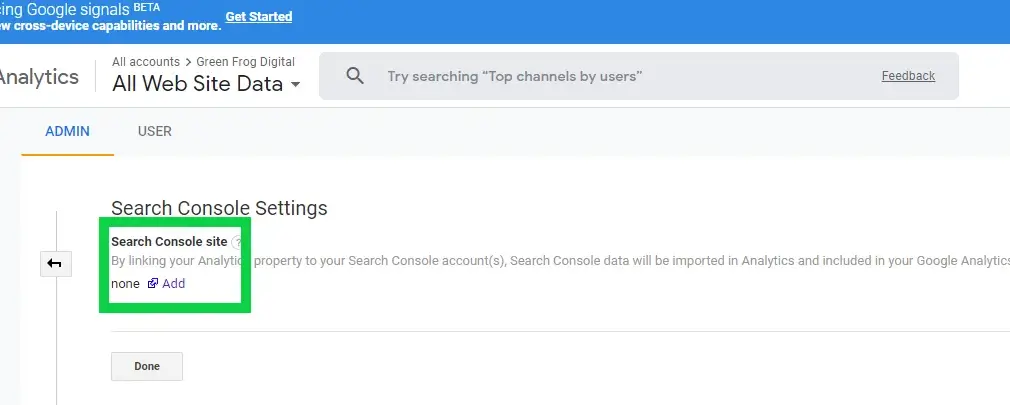 cing Google signals BETA
ew cross-device capabilities and more. Get Started
Analytics
All accounts > Green Frog Digital
All Web Site Data
Try searching “Top channels by users”
Feedback
ADMIN USER
Search Console Settings
Search Console site ?
By linking your Analytics property to your Search Console account(s), Search Console data will be imported in Analytics and included in your Google Analytics
none Add
Done